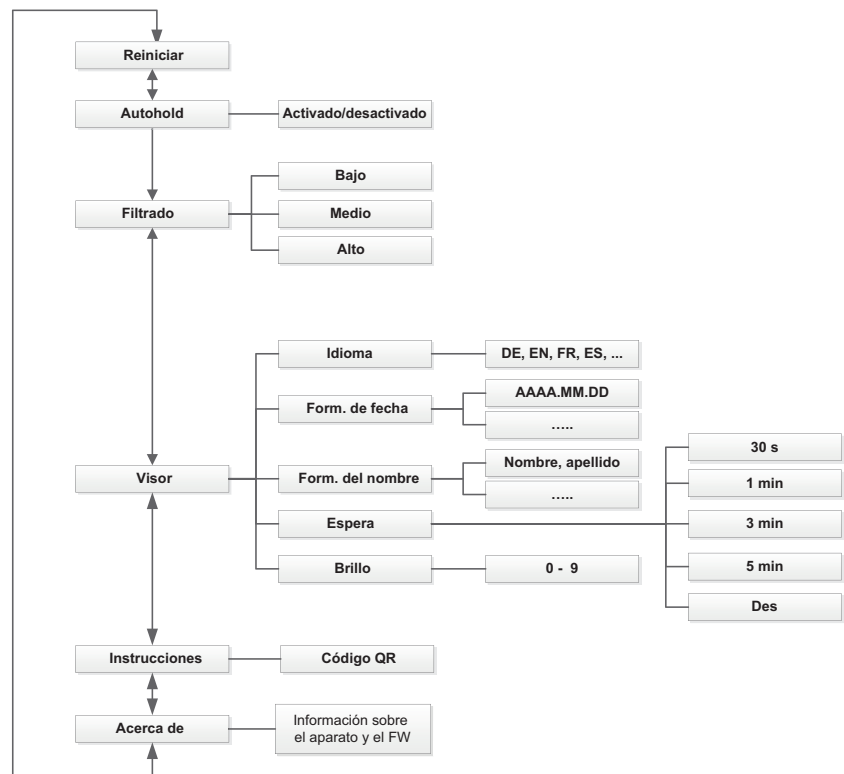 Reiniciar
Autohold
Activado/desactivado
Filtrado
Bajo
Medio
Alto
Visor
Idioma
DE, EN, FR, ES, ...
Form. de fecha
AAAA.MM.DD
.....
Form. del nombre
Nombre, apellido
.....
Espera
30 s
1 min
3 min
5 min
Des
Brillo
0 - 9
Instrucciones
Código QR
Acerca de
Información sobre
el aparato y el FW